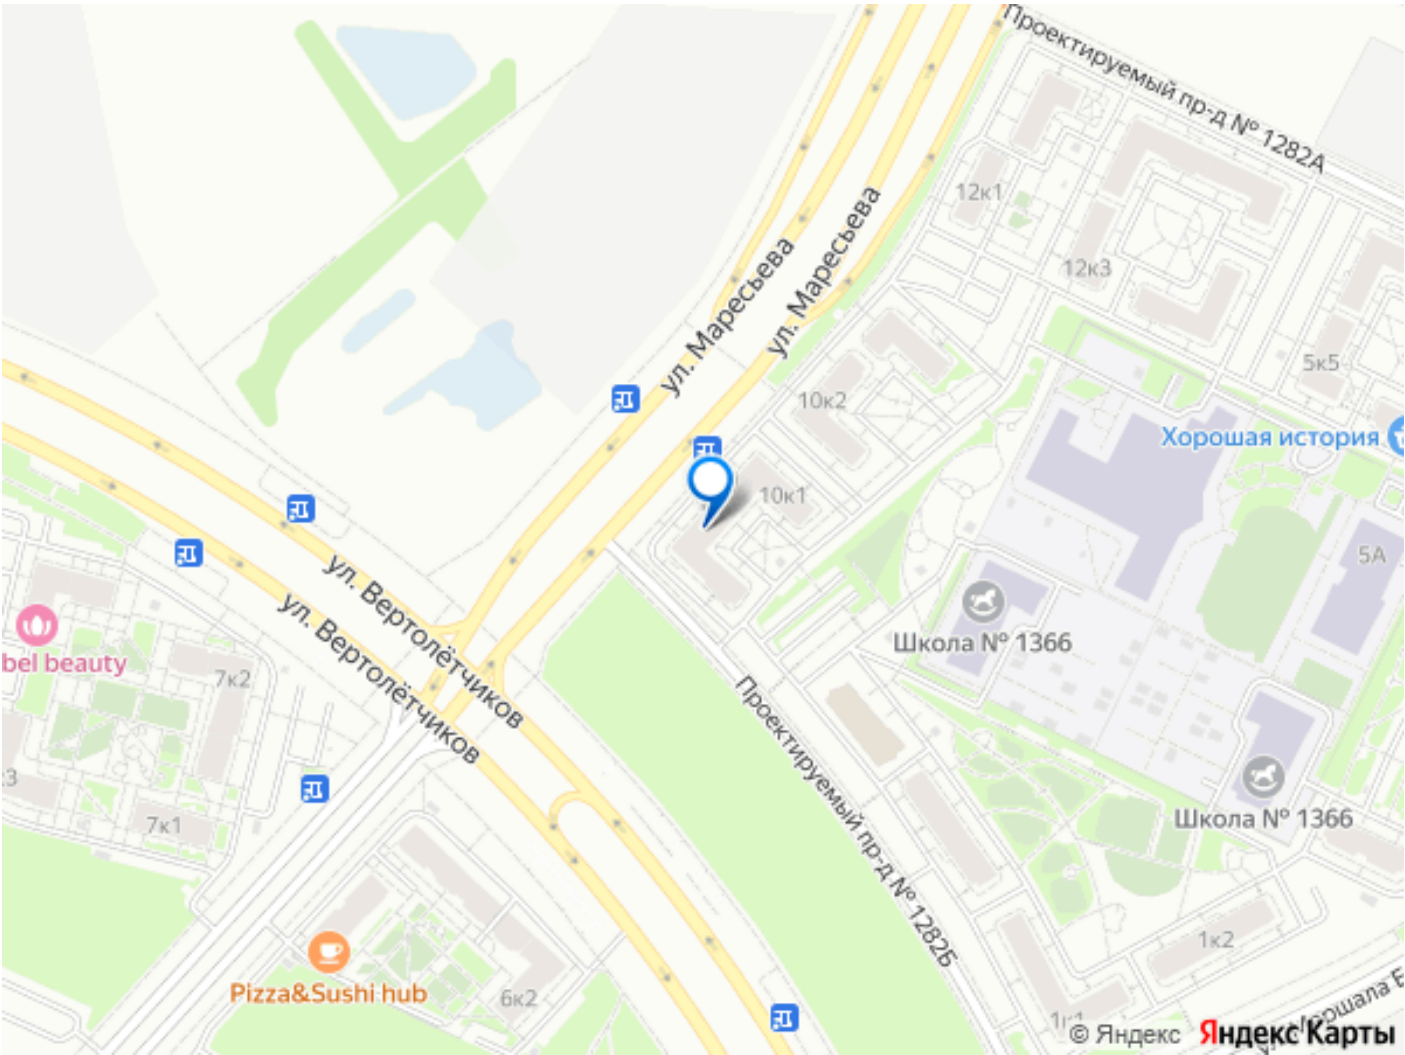 Проектируемый пр-д № 1282А
12к1
12к3
ул. Маресьева
ул. Маресьева
5к5
10к2
Хорошая история
10к1
5А
ул. Вертолётчиков
ул. Вертолётчиков
Школа № 1366
bel beauty
7к2
Проектируемый пр-д № 1282Б
7к1
Школа № 1366
1к2
Pizza&Sushi hub
6к2
1к1
© Яндекс Яндекс Карты